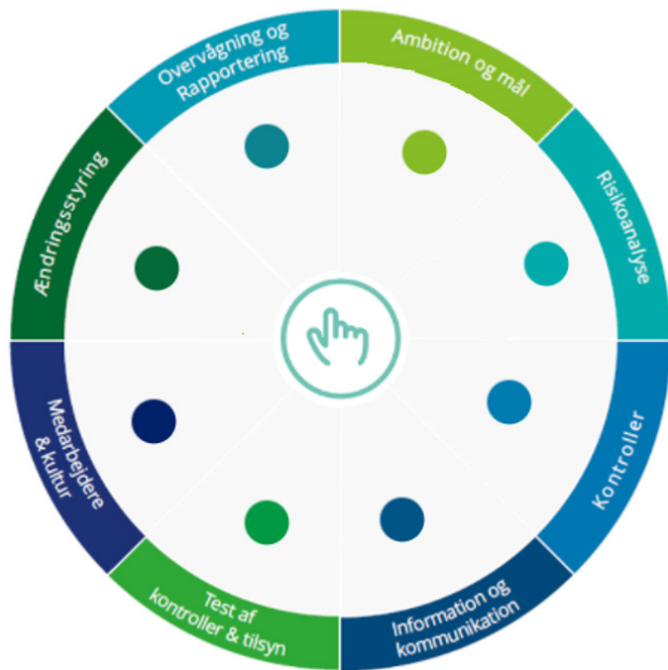 Ambition og mål
Risikoanalyse
Kontroller
Information og
kommunikation
Test af
kontroller & tilsyn
Medarbejdere
& kultur
Ændringsstyring
Overvågning og
Rapportering